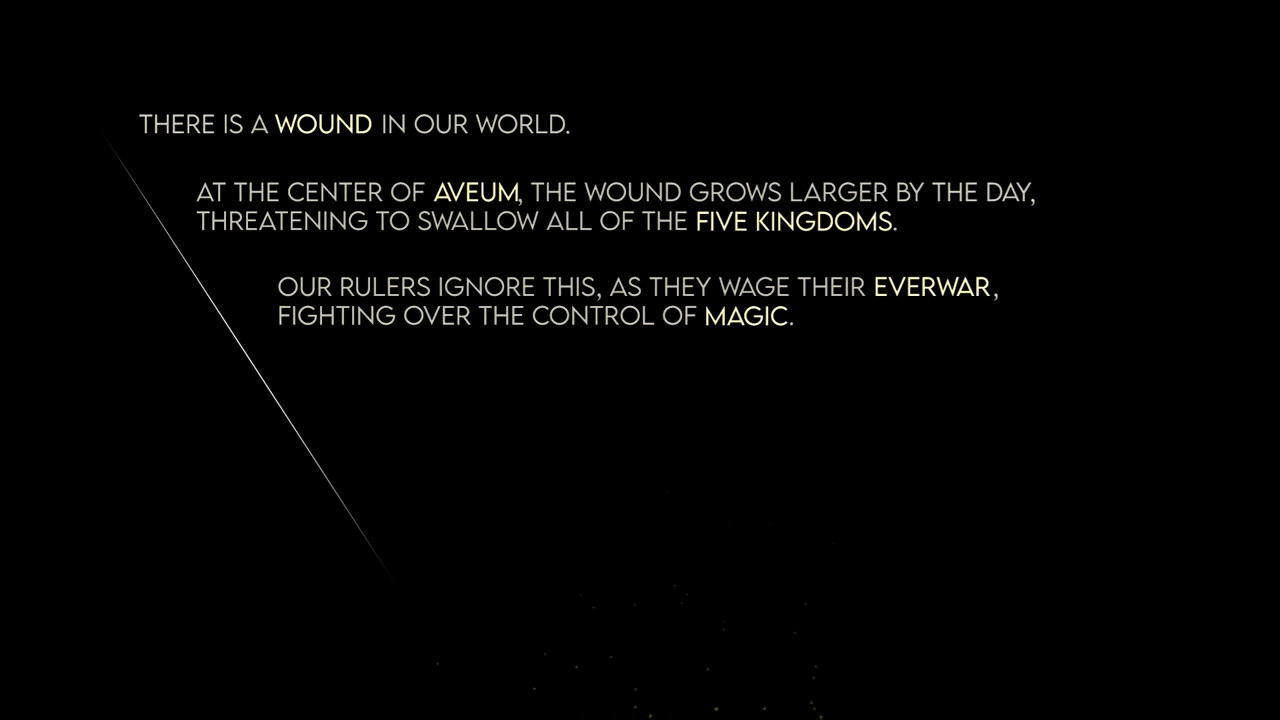 THERE IS A WOUND IN OUR WORLD.
AT THE CENTER OF AVEUM, THE WOUND GROWS LARGER BY THE DAY,
THREATENING TO SWALLOW ALL OF THE FIVE KINGDOMS.
OUR RULERS IGNORE THIS, AS THEY WAGE THEIR EVERWAR,
FIGHTING OVER THE CONTROL OF MAGIC.